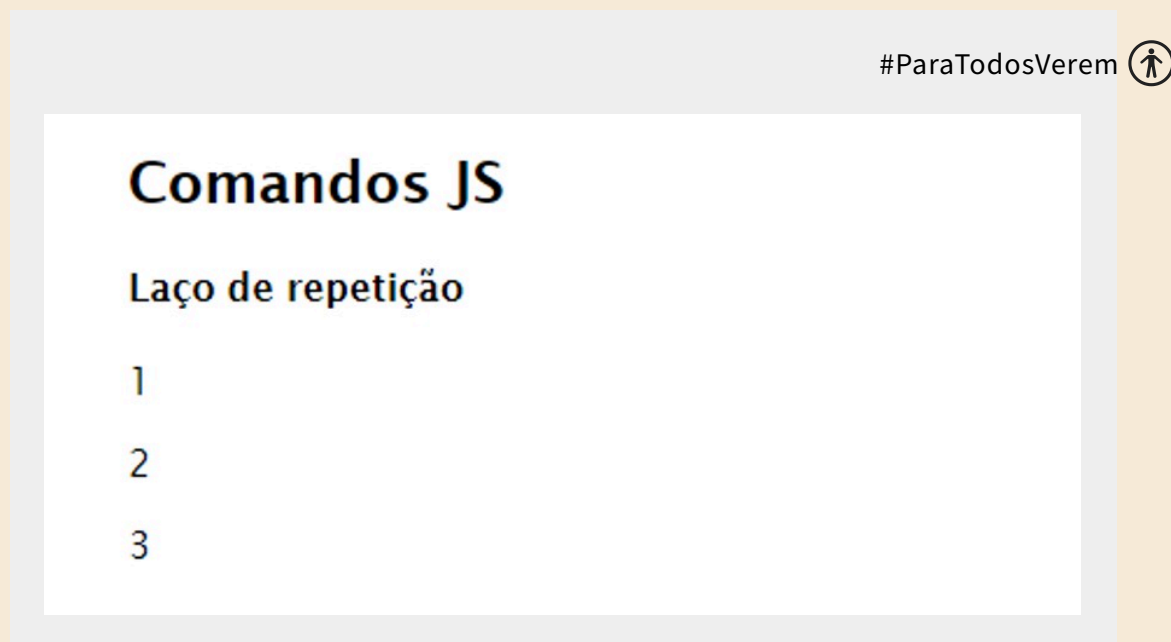 #ParaTodosVerem
Comandos JS
Laço de repetição
1
2
3